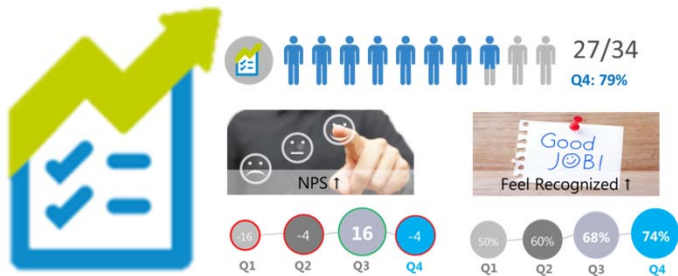 27/34
Q4: 79%
NPS ↑
Good
JOB!
Feel Recognized ↑
-16
-4
16
-4
Q1
Q2
Q3
Q4
50%
60%
68%
74%
Q1
Q2
Q3
Q4